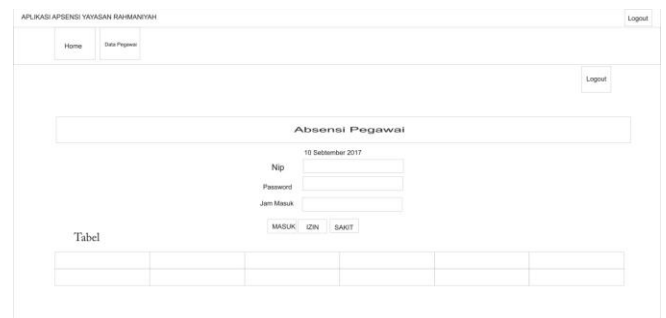 APLIKASI APSENSI YAYASAN RAHMANIYAH
Logout
Home
Data Pegawai
Logout
Absensi Pegawai
10 Sebtember 2017
Nip
Password
Jam Masuk
MASUK IZIN SAKIT
Tabel